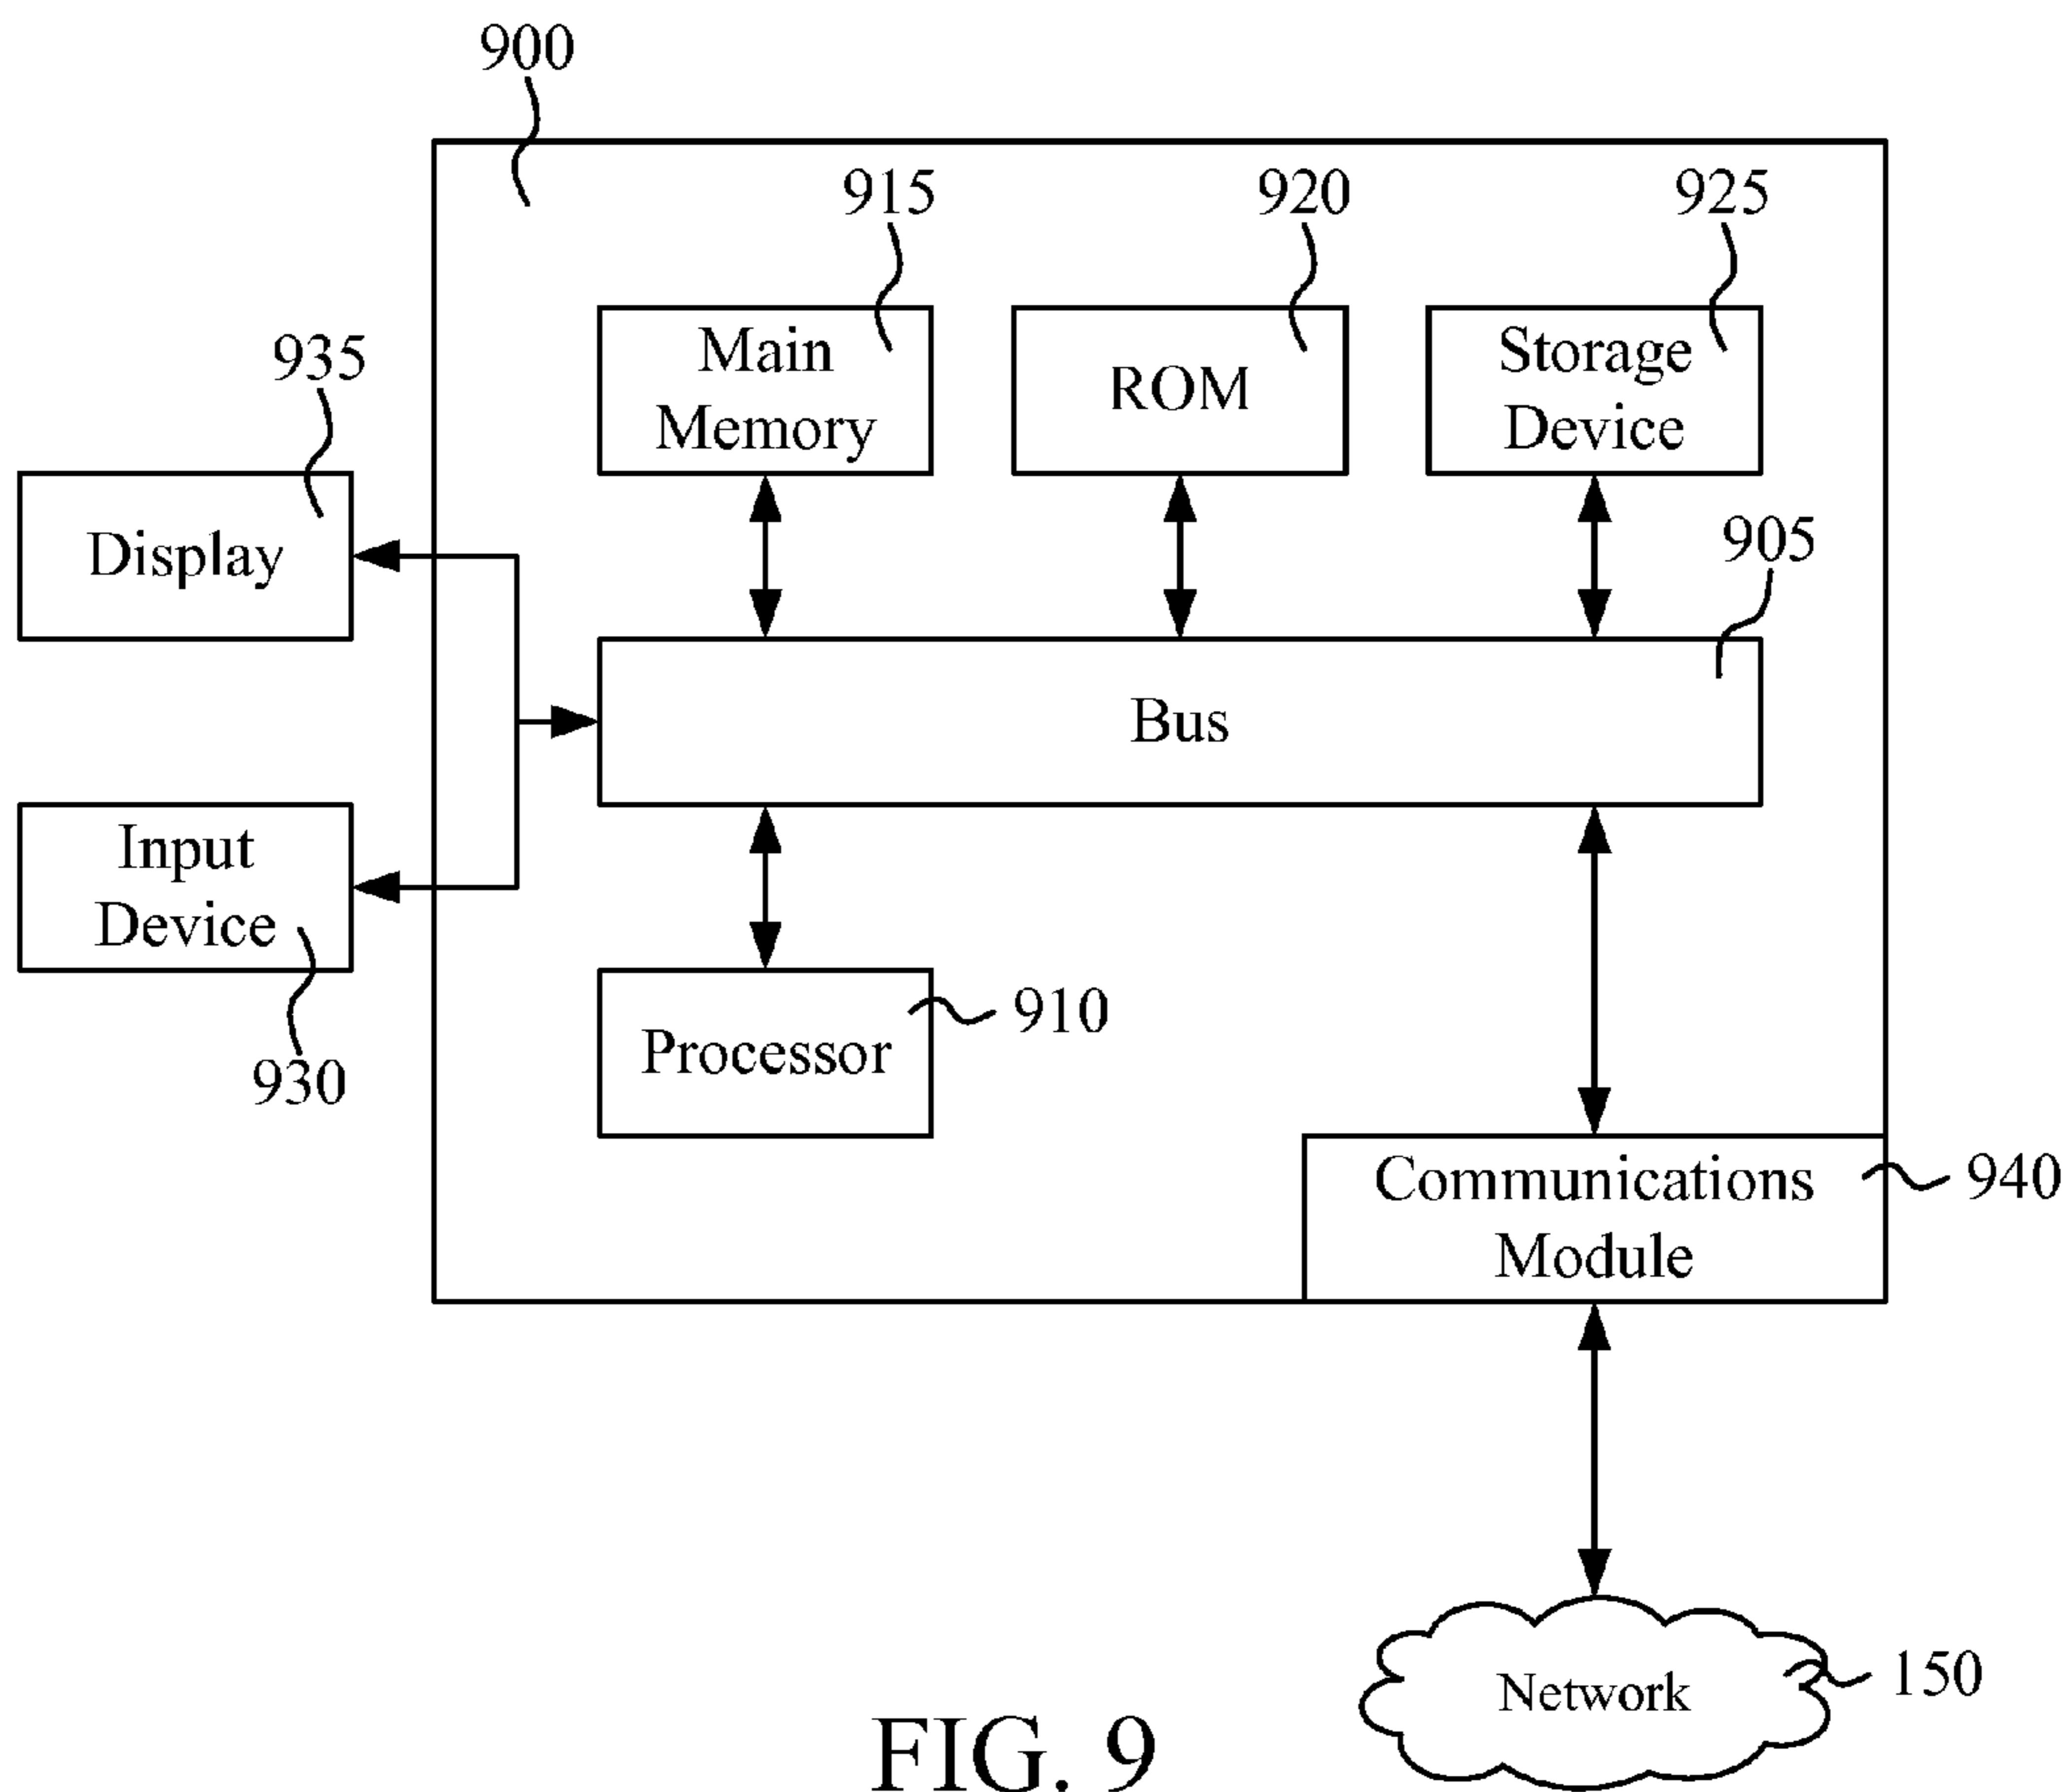 900
915
920
925
935
Main
Memory
ROM
Storage
Device
905
Display
Bus
Input
Device
930
Processor
910
Communications
Module
940
Network
150
FIG. 9